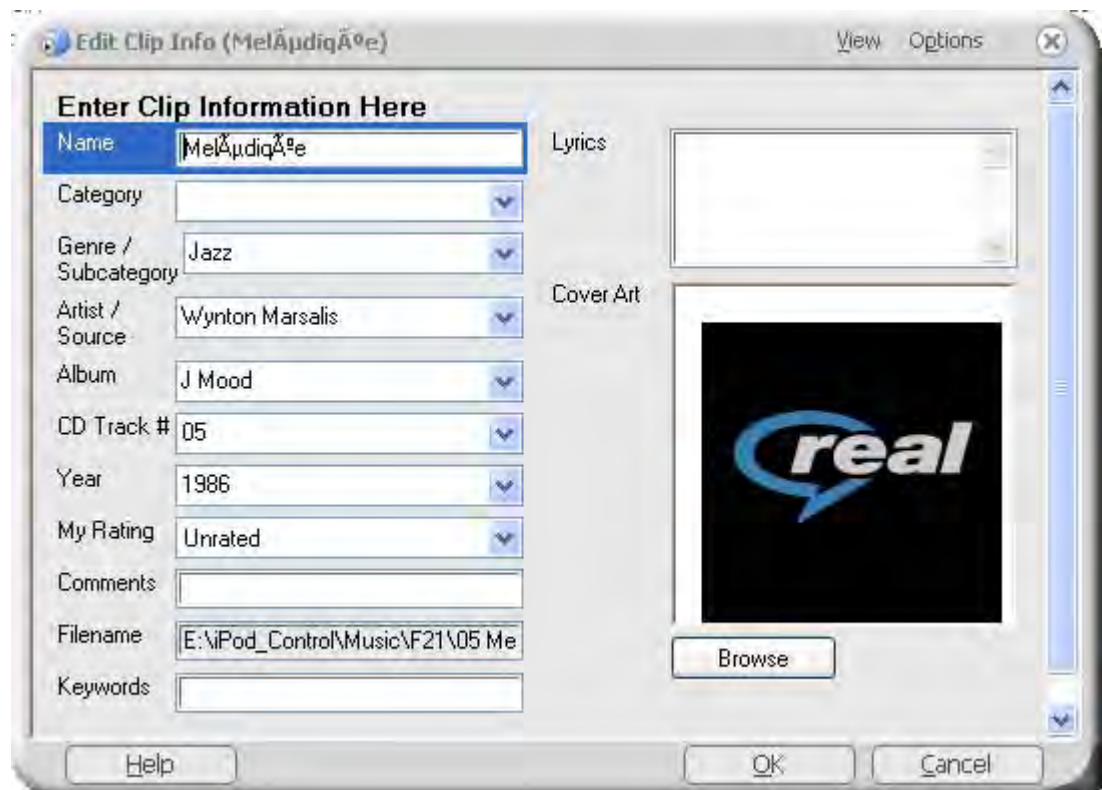 Edit Clip Info (MelÃµdiqÃºe)
View Options
Enter Clip Information Here
Name MelÃµdiqÃºe
Category
Genre / Subcategory Jazz
Artist / Source Wynton Marsalis
Album J Mood
CD Track # 05
Year 1986
My Rating Unrated
Comments
Filename E:\iPod_Control\Music\F21\05 Me
Keywords
Lyrics
Cover Art
real
Browse
Help OK Cancel